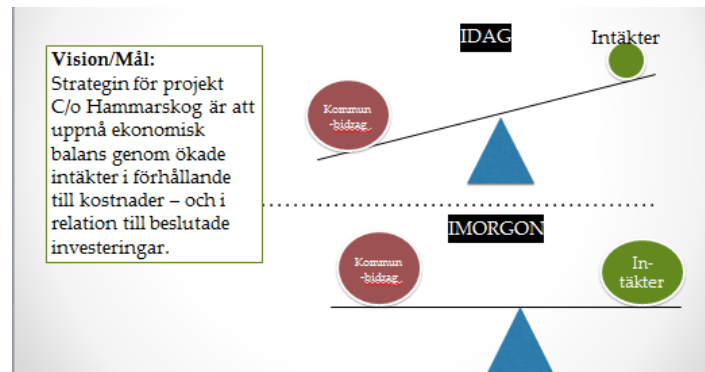 Vision/Mål:
Strategin för projekt
C/o Hammarskog är att
uppnå ekonomisk
balans genom ökade
intäkter i förhållande
till kostnader – och i
relation till beslutade
investeringar.
IDAG
Intäkter
Kommun
-bidrag
IMORGON
Kommun
-bidrag
In-
täkter